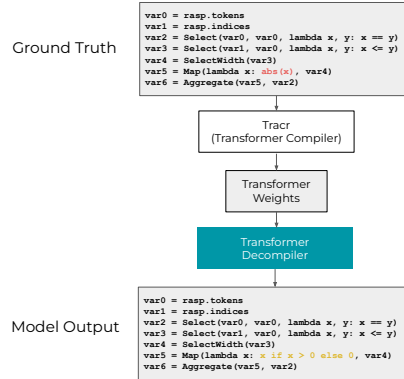 Ground Truth
var0 = rasp.tokens
var1 = rasp.indices
var2 = Select(var0, var0, lambda x, y: x == y)
var3 = Select(var1, var0, lambda x, y: x <= y)
var4 = SelectWidth(var3)
var5 = Map(lambda x: abs(x), var4)
var6 = Aggregate(var5, var2)
Tracr
(Transformer Compiler)
Transformer
Weights
Transformer
Decompiler
Model Output
var0 = rasp.tokens
var1 = rasp.indices
var2 = Select(var0, var0, lambda x, y: x == y)
var3 = Select(var1, var0, lambda x, y: x <= y)
var4 = SelectWidth(var3)
var5 = Map(lambda x: x if x > 0 else 0, var4)
var6 = Aggregate(var5, var2)